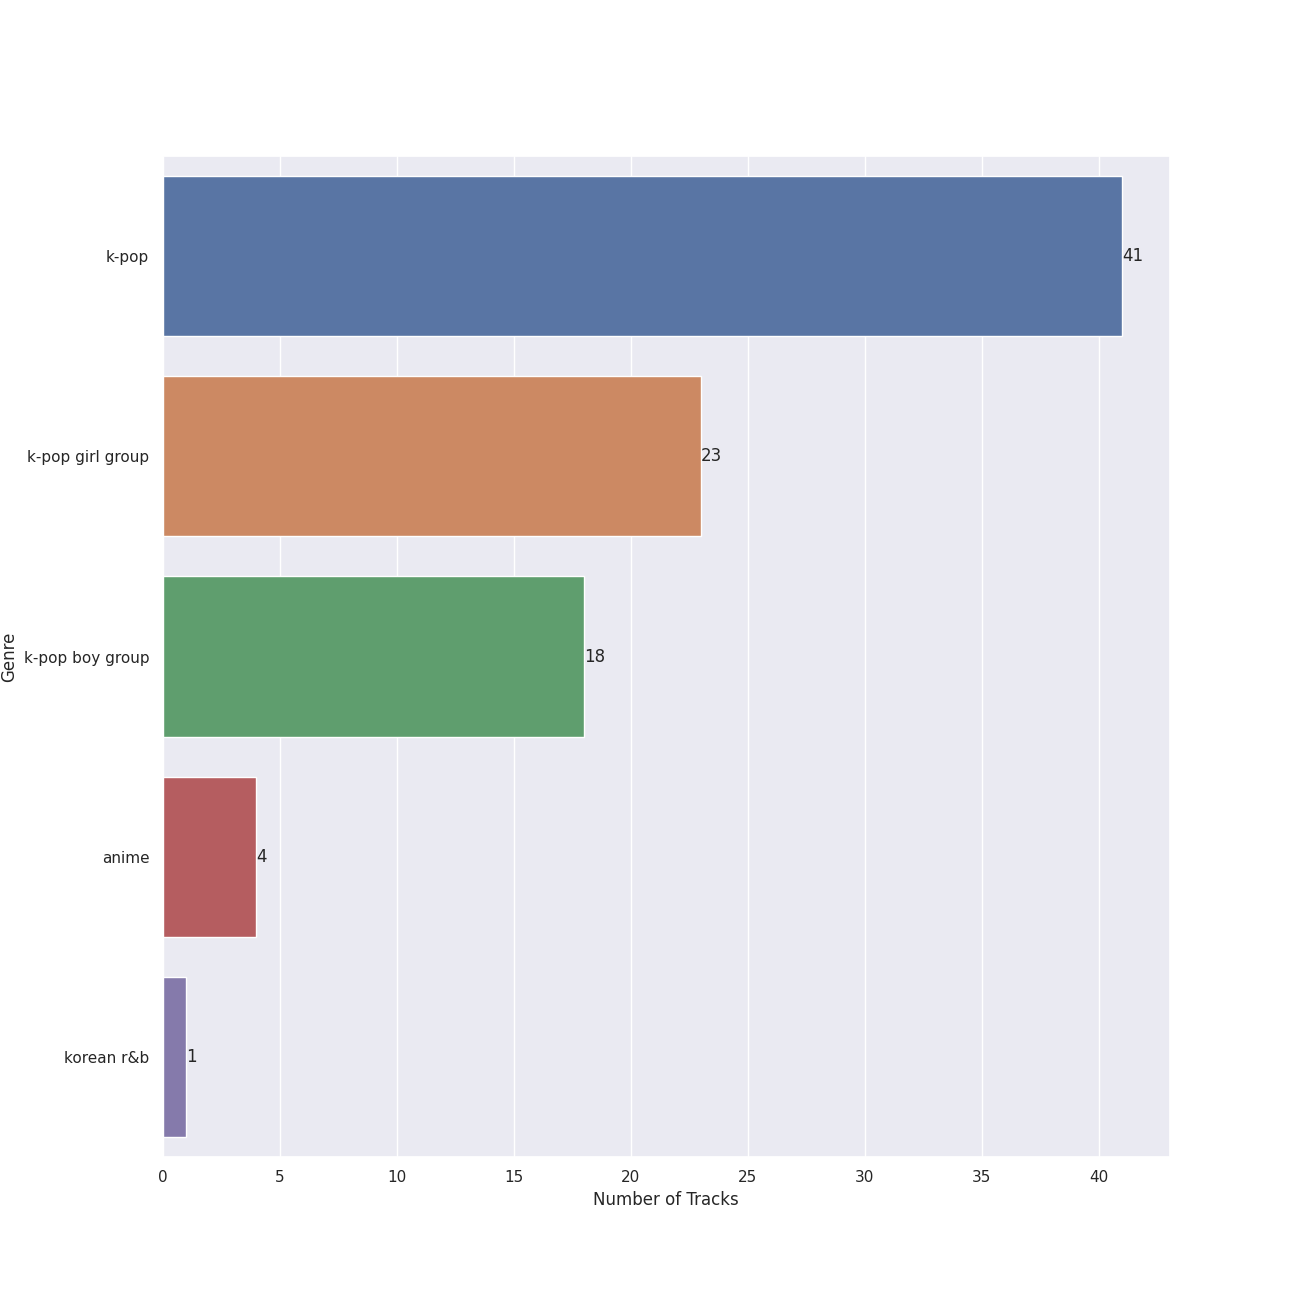 k-pop
41
k-pop girl group
23
k-pop boy group
18
anime
4
korean r&b
1
Genre
0 5 10 15 20 25 30 35 40
Number of Tracks